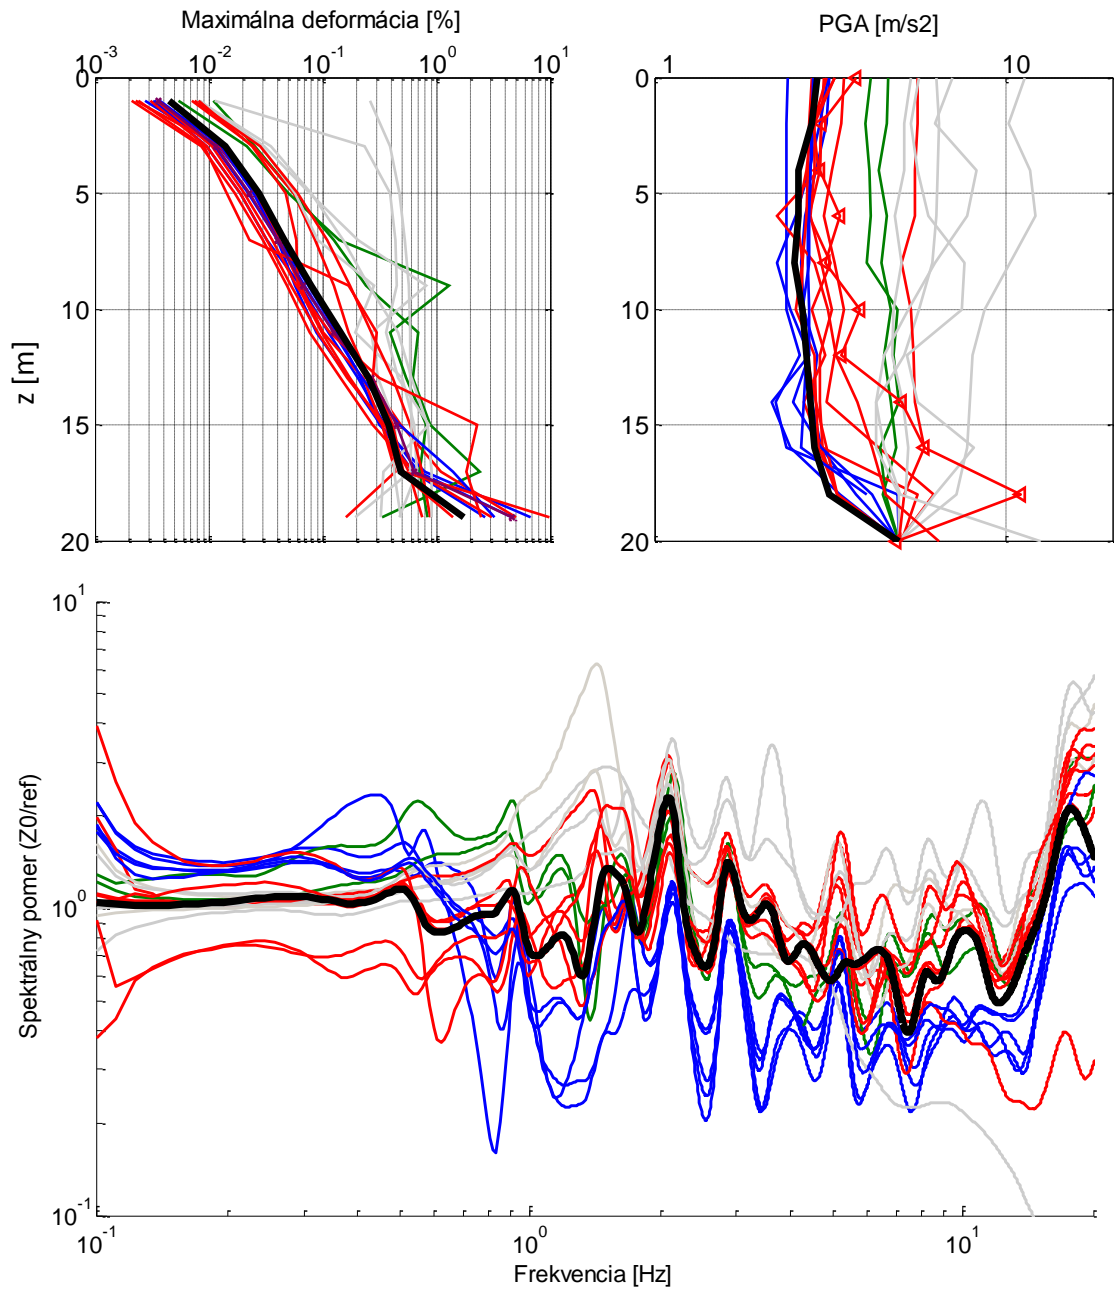 Maximálna deformácia [%]
PGA [m/s2]
10-3 10-2 10-1 100 101
1 10
0
5
10
15
20
z [m]
0
5
10
15
20
101
100
10-1
Spektrálny pomer (Z0/ref)
10-1 100 101
Frekvencia [Hz]